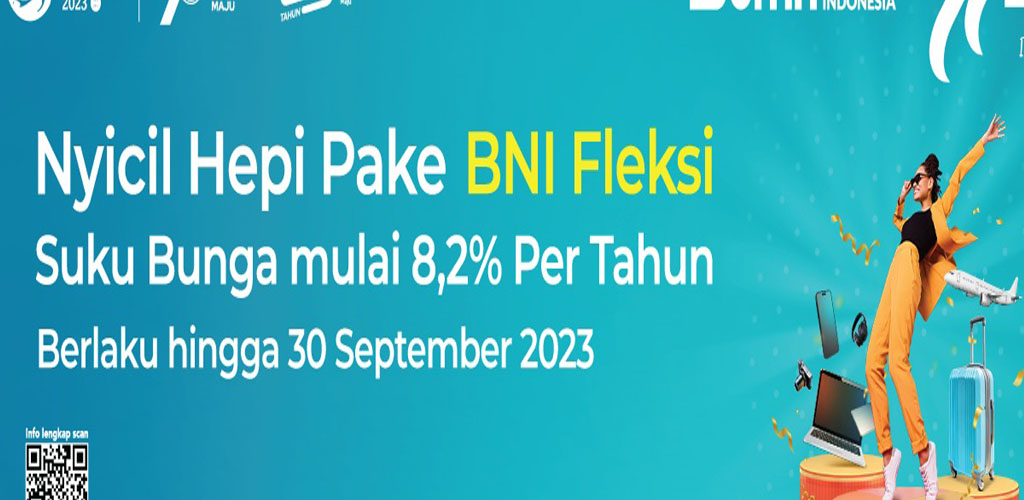 2023
MAJU
TAHUN
INDONESIA
Nyicil Hepi Pake BNI Fleksi
Suku Bunga mulai 8,2% Per Tahun
Berlaku hingga 30 September 2023
Info lengkap scan